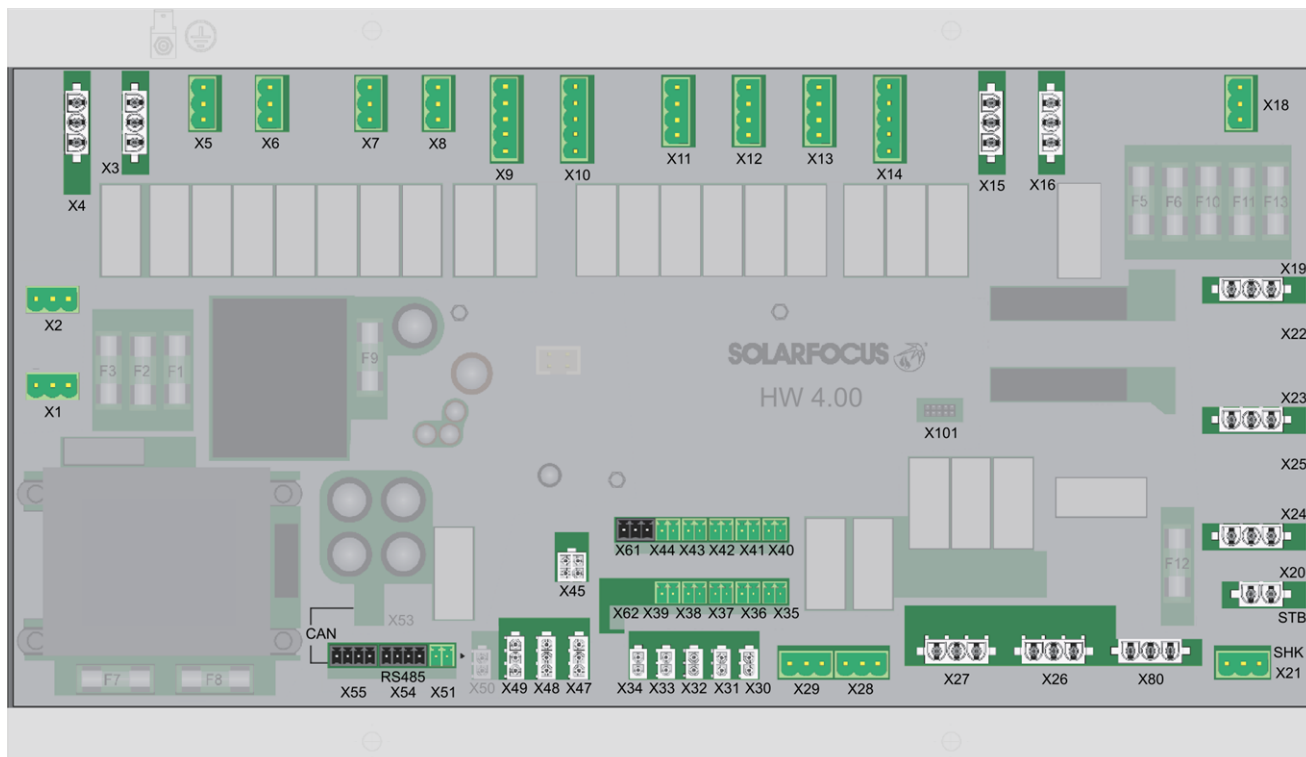 X18
X5 X6 X7 X8
X3 X9 X10 X11 X12 X13 X14 X15 X16
X4
F5 F6 F10 F11 F13
X19
X2
X22
SOLARFOCUS
F3 F2 F1 F9
HW 4.00
X23
X1
X101
X25
X24
X61 X44 X43 X42 X41 X40
F12
X45
X20
X62 X39 X38 X37 X36 X35
X53
STB
CAN
SHK
RS485
X55 X54 X51 X50 X49 X48 X47 X34 X33 X32 X31 X30 X29 X28 X27 X26 X80 X21
F7 F8